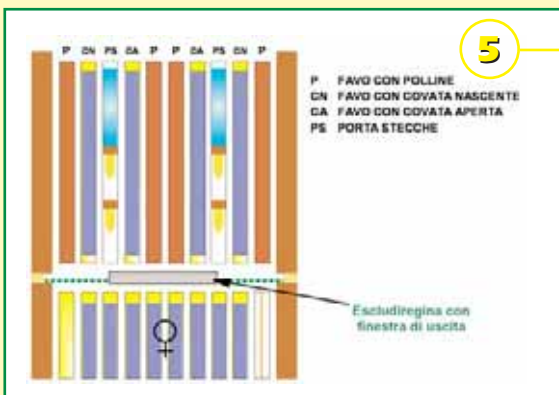 5
P CN PS CA P P CA PS CN P
P FAVO CON POLLINE
CN FAVO CON COVATA NASCENTE
CA FAVO CON COVATA APERTA
PS PORTA STECCHE
Escludiregina con
finestra di uscita